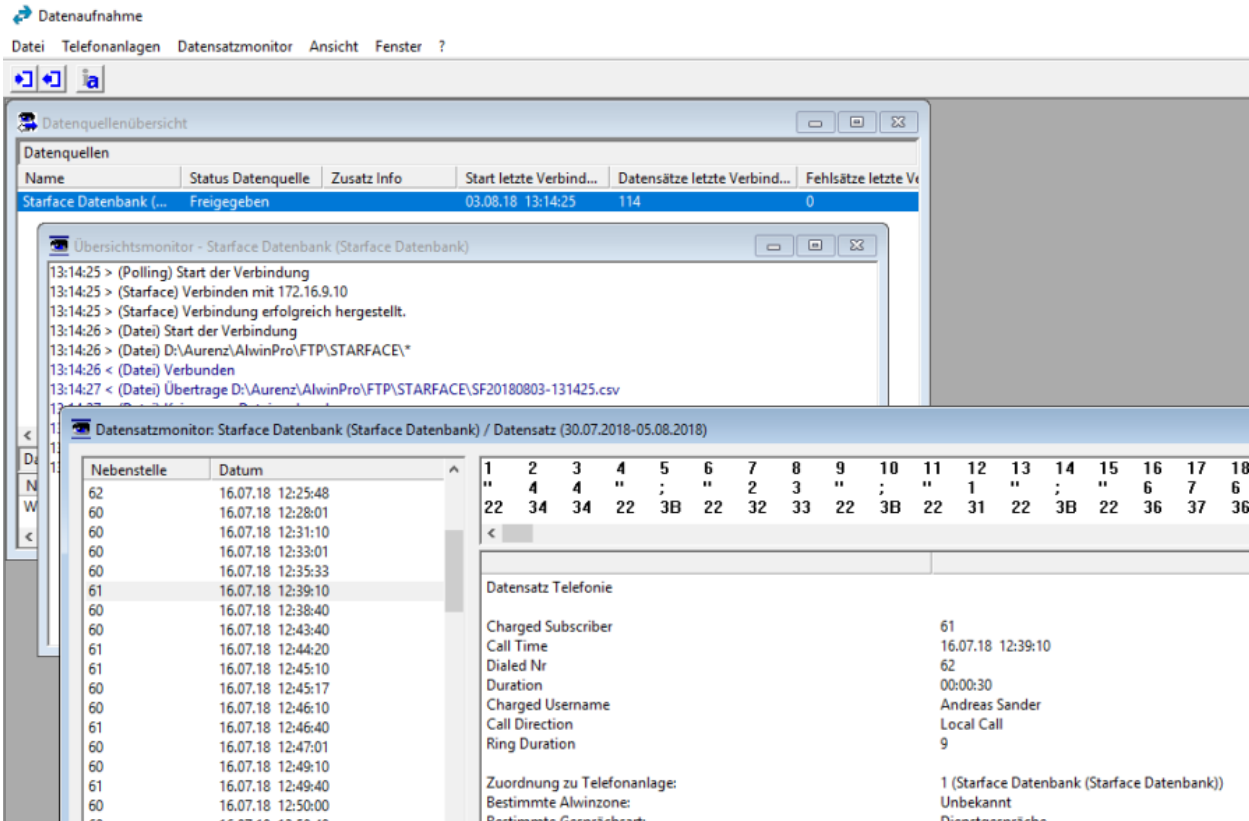 Datenaufnahme
Datei Telefonanlagen Datensatzmonitor Ansicht Fenster ?
Datenquellenübersicht
Datenquellen
Name Status Datenquelle Zusatz Info Start letzte Verbind... Datensätze letzte Verbind... Fehlsätze letzte Ve
Starface Datenbank (... Freigegeben 03.08.18 13:14:25 114 0
Übersichtsmonitor - Starface Datenbank (Starface Datenbank)
13:14:25 > (Polling) Start der Verbindung
13:14:25 > (Starface) Verbinden mit 172.16.9.10
13:14:25 > (Starface) Verbindung erfolgreich hergestellt.
13:14:26 > (Datei) Start der Verbindung
13:14:26 > (Datei) D:\Aurenz\AlwinPro\FTP\STARFACE\*
13:14:26 < (Datei) Verbunden
13:14:27 < (Datei) Übertrage D:\Aurenz\AlwinPro\FTP\STARFACE\SF20180803-131425.csv
Datensatzmonitor: Starface Datenbank (Starface Datenbank) / Datensatz (30.07.2018-05.08.2018)
Nebenstelle Datum
62 16.07.18 12:25:48
60 16.07.18 12:28:01
60 16.07.18 12:31:10
60 16.07.18 12:33:01
60 16.07.18 12:35:33
61 16.07.18 12:39:10
60 16.07.18 12:38:40
60 16.07.18 12:43:40
61 16.07.18 12:44:20
61 16.07.18 12:45:10
60 16.07.18 12:45:17
60 16.07.18 12:46:10
61 16.07.18 12:46:40
60 16.07.18 12:47:01
60 16.07.18 12:49:10
61 16.07.18 12:49:40
60 16.07.18 12:50:00
1 2 3 4 5 6 7 8 9 10 11 12 13 14 15 16 17 18
" 4 4 " ; " 2 3 " ; " 1 " ; " 6 7 6
22 34 34 22 3B 22 32 33 22 3B 22 31 22 3B 22 36 37 36
Datensatz Telefonie
Charged Subscriber 61
Call Time 16.07.18 12:39:10
Dialed Nr 62
Duration 00:00:30
Charged Username Andreas Sander
Call Direction Local Call
Ring Duration 9
Zuordnung zu Telefonanlage: 1 (Starface Datenbank (Starface Datenbank))
Bestimmte Alwinzone: Unbekannt
Bestimmte Gesprächsart: Dienstgespräche